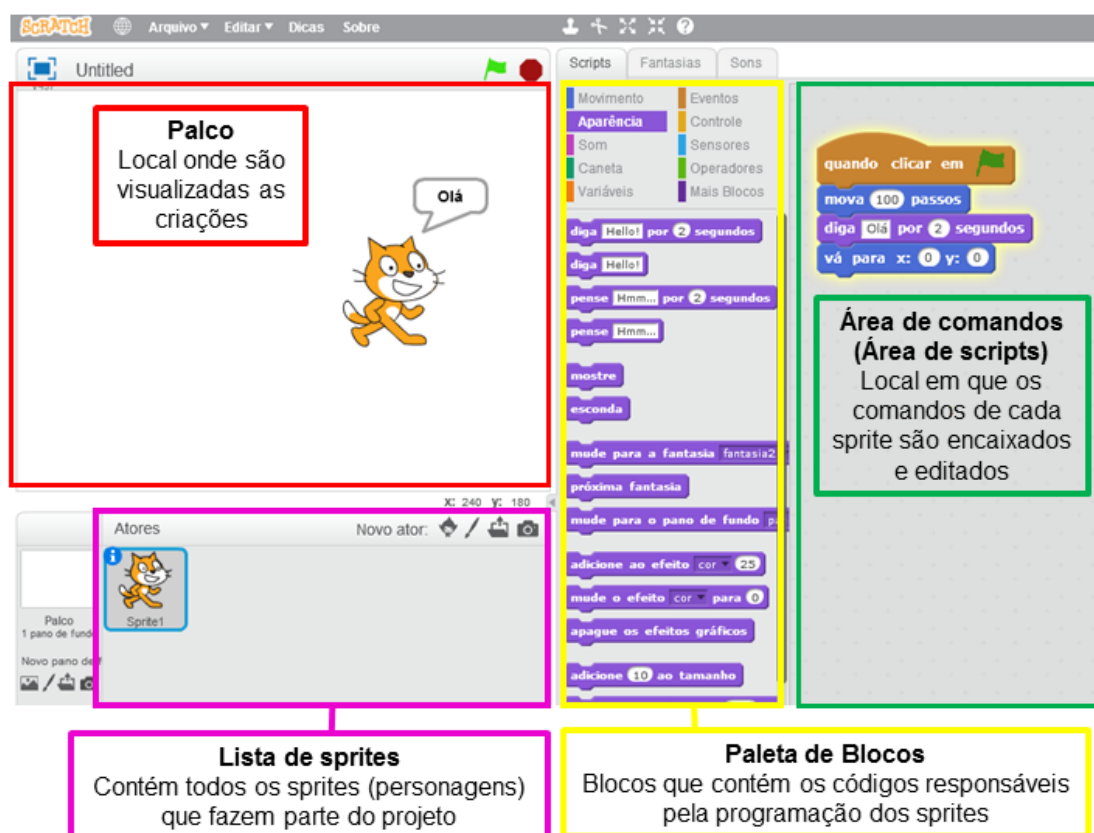 SCRATCH Arquivo Editar Dicas Sobre
Untitled
Palco
Local onde são
visualizadas as
criações
Olá
X: 240 Y: 180
Scripts Fantasias Sons
Movimento Eventos
Aparência Controle
Som Sensores
Caneta Operadores
Variáveis Mais Blocos
diga Hello! por 2 segundos
diga Hello!
pense Hmm... por 2 segundos
pense Hmm...
mostre
esconda
mude para a fantasia fantasia2
próxima fantasia
mude para o pano de fundo
adicione ao efeito cor 25
mude o efeito cor para 0
apague os efeitos gráficos
adicione 10 ao tamanho
quando clicar em
mova 100 passos
diga Olá por 2 segundos
vá para x: 0 y: 0
Área de comandos
(Área de scripts)
Local em que os
comandos de cada
sprite são encaixados
e editados
Atores Novo ator:
Sprite1
Palco
1 pano de fund
Novo pano de f
Lista de sprites
Contém todos os sprites (personagens)
que fazem parte do projeto
Paleta de Blocos
Blocos que contém os códigos responsáveis
pela programação dos sprites